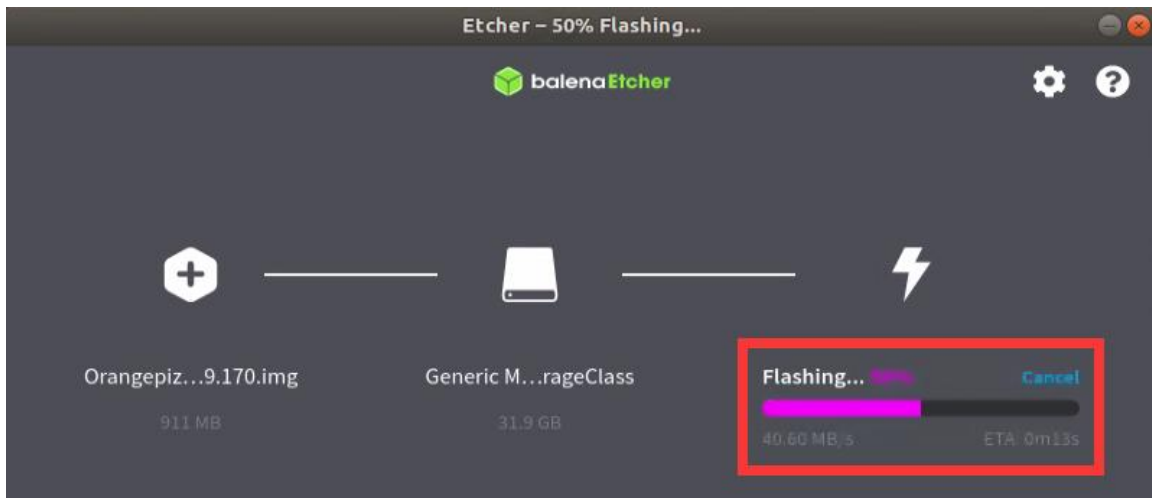 Etcher – 50% Flashing...
balenaEtcher
Orangepiz...9.170.img
911 MB
Generic M...rageClass
31.9 GB
Flashing... 50%
Cancel
40.60 MB/s
ETA: 0m13s